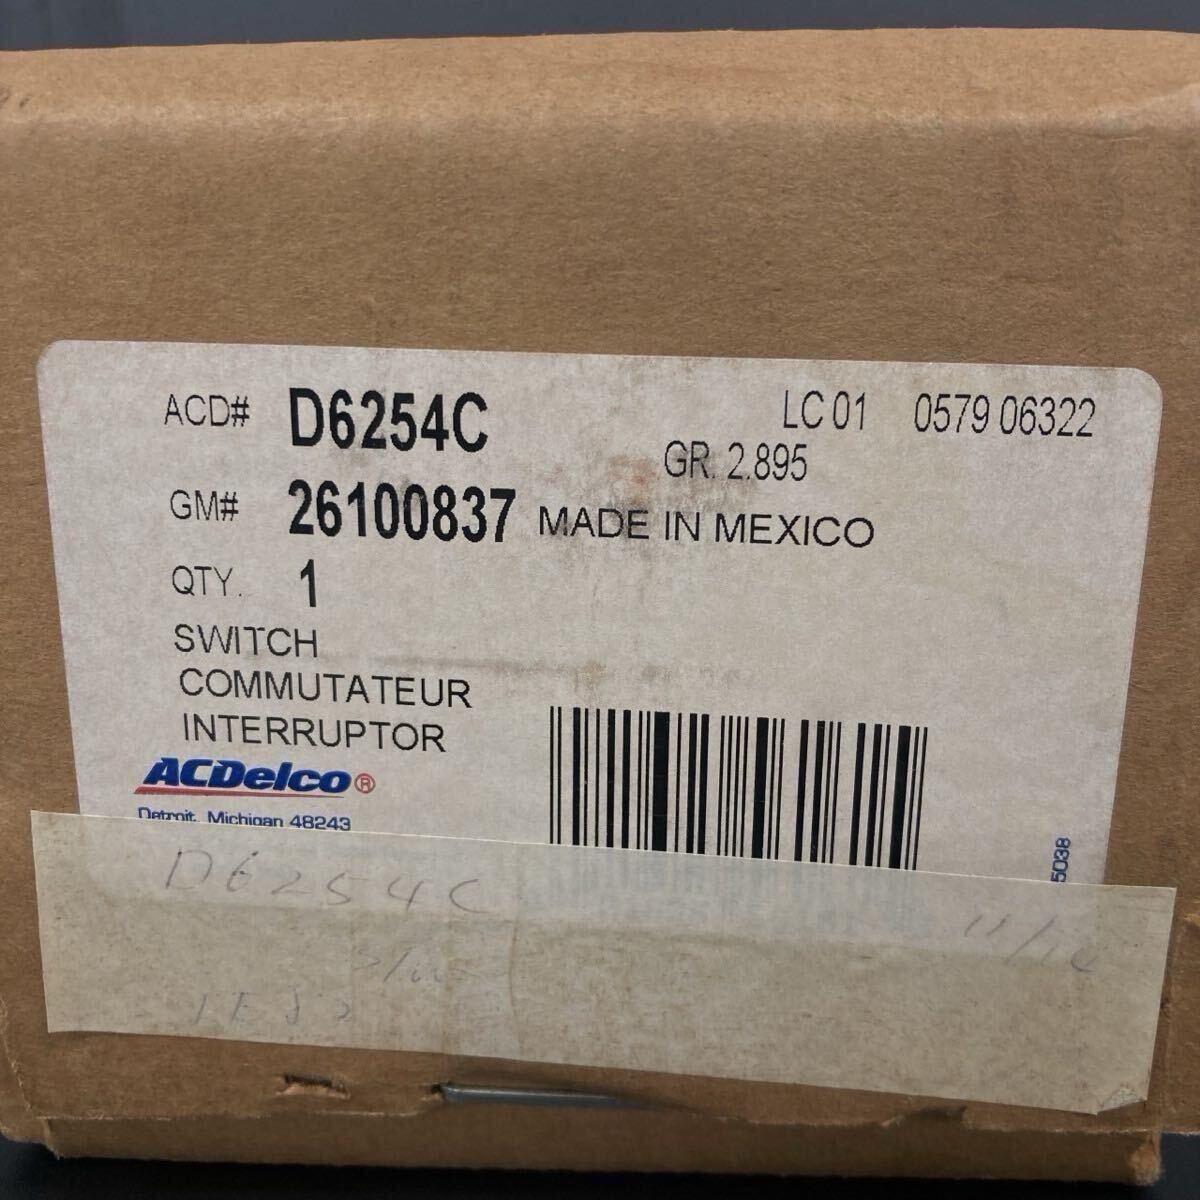 ACD# D6254C LC 01 0579 06322
GR. 2.895
GM# 26100837 MADE IN MEXICO
QTY. 1
SWITCH
COMMUTATEUR
INTERRUPTOR
ACDelco®
Detroit, Michigan 48243
5038
D6254C